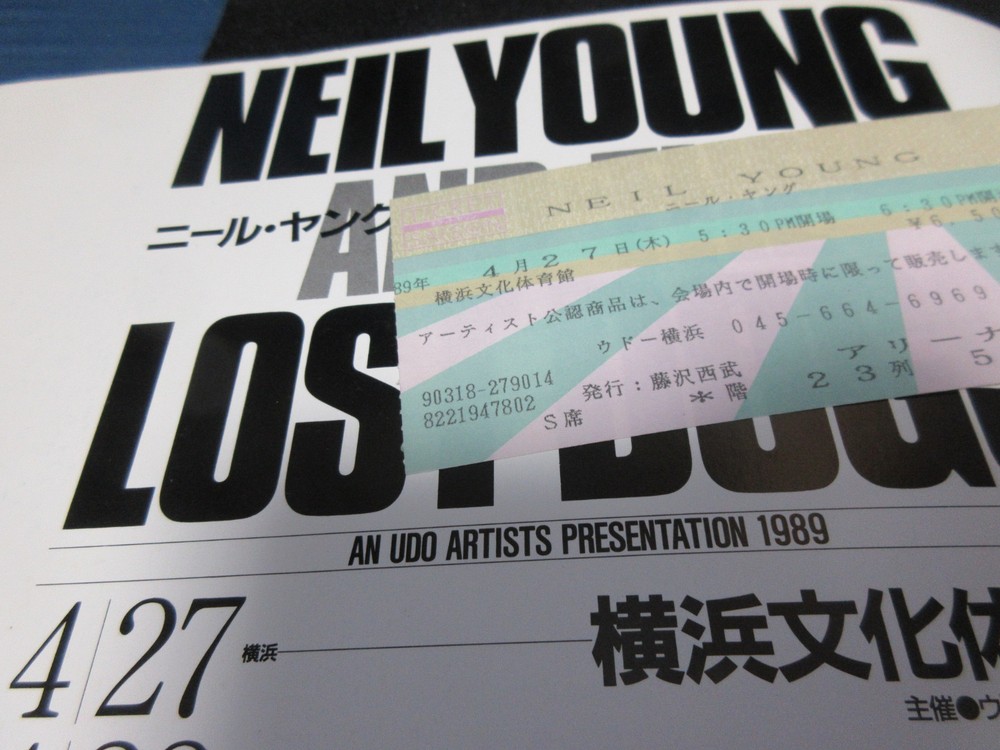 NEIL YOUNG
AND
ニール・ヤング
LOST DOG
AN UDO ARTISTS PRESENTATION 1989
4/27 横浜 横浜文化体
主催●ウ
NEIL YOUNG
ニール・ヤング
89年 4月27日(木) 5:30PM開場 6:30PM開
横浜文化体育館 ¥6,50
アーティスト公認商品は、会場内で開場時に限って販売しま
ウドー横浜 045-664-6969
アリーナ
90318-279014 発行:藤沢西武 23列 5
8221947802 S席 *階